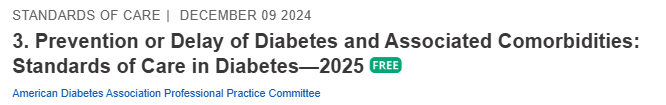 STANDARDS OF CARE | DECEMBER 09 2024
3. Prevention or Delay of Diabetes and Associated Comorbidities:
Standards of Care in Diabetes—2025 FREE
American Diabetes Association Professional Practice Committee